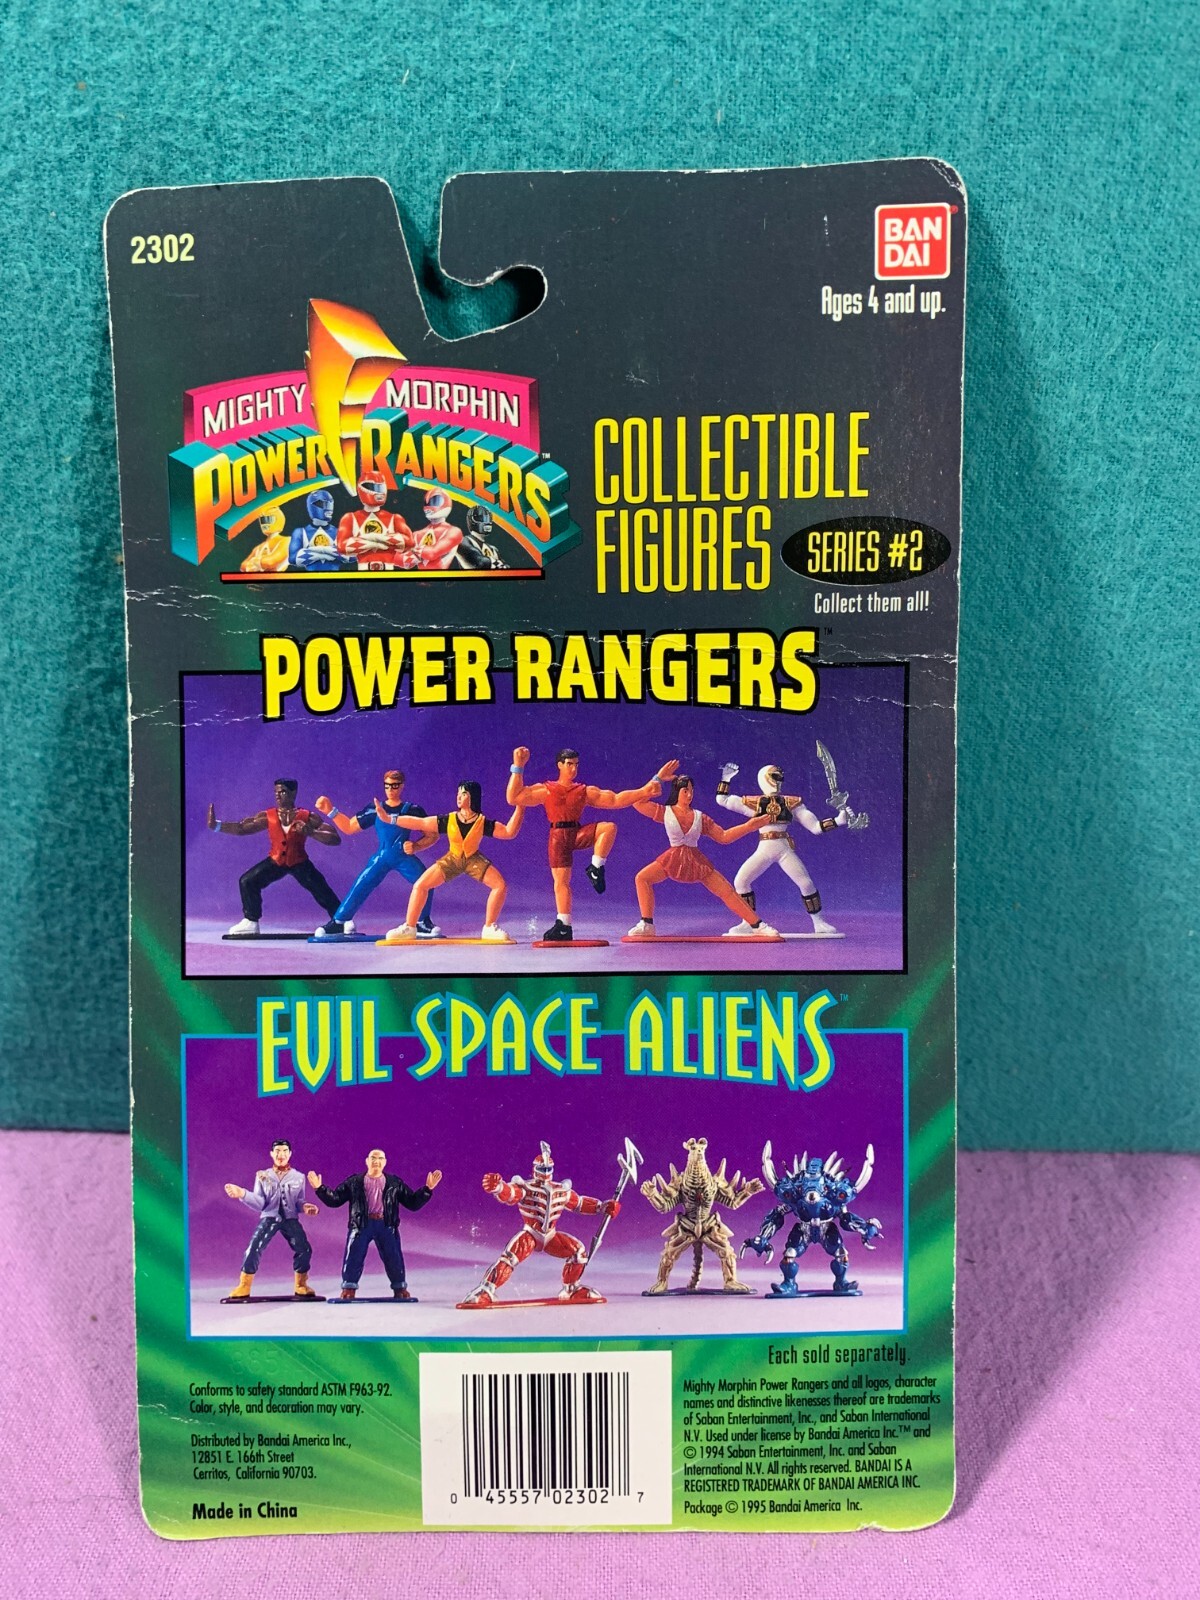 2302
BAN
DAI®
Ages 4 and up.
MIGHTY MORPHIN
POWER RANGERS™
COLLECTIBLE
FIGURES
SERIES #2
Collect them all!
POWER RANGERS™
EVIL SPACE ALIENS™
Each sold separately.
Conforms to safety standard ASTM F963-92.
Color, style, and decoration may vary.
Distributed by Bandai America Inc.,
12851 E. 166th Street
Cerritos, California 90703.
Made in China
0 45557 02302 7
Mighty Morphin Power Rangers and all logos, character
names and distinctive likenesses thereof are trademarks
of Saban Entertainment, Inc., and Saban International
N.V. Used under license by Bandai America Inc.™ and
© 1994 Saban Entertainment, Inc. and Saban
International N.V. All rights reserved. BANDAI IS A
REGISTERED TRADEMARK OF BANDAI AMERICA INC.
Package © 1995 Bandai America Inc.